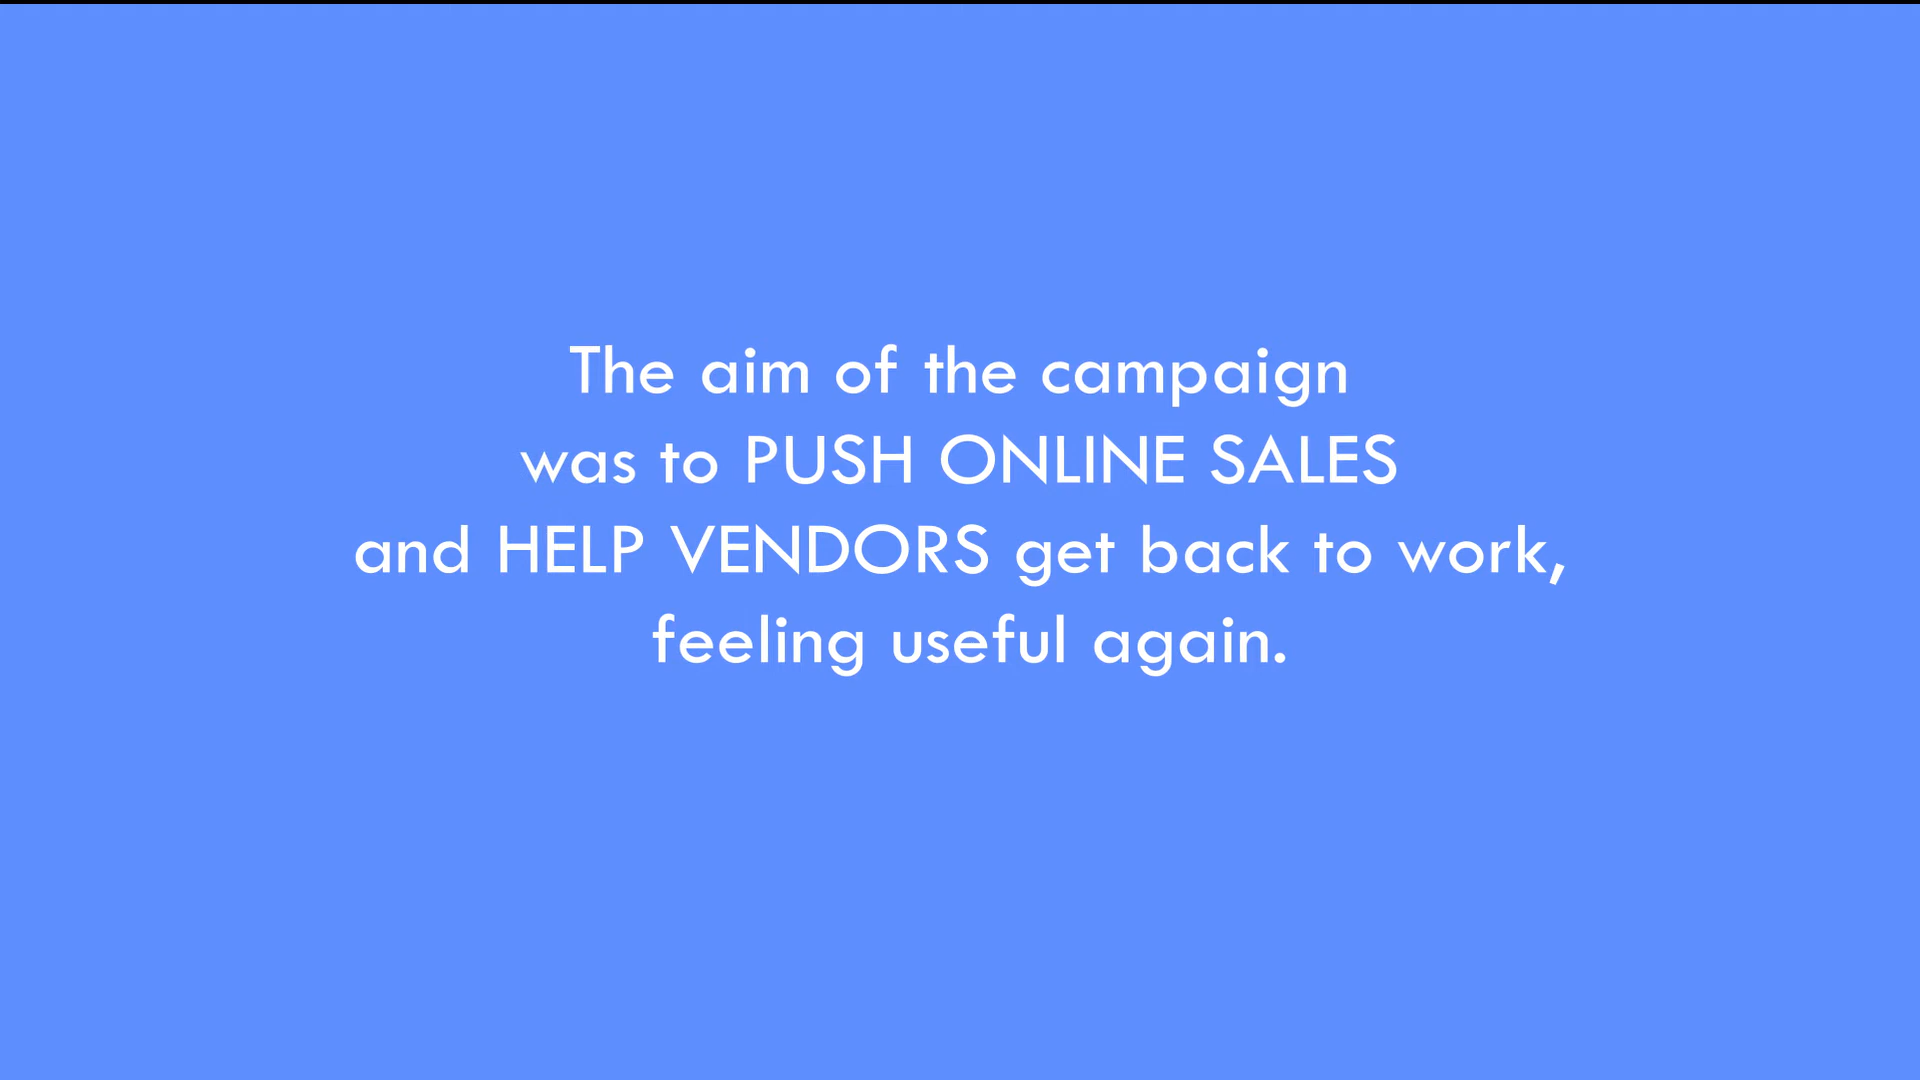 The aim of the campaign
was to PUSH ONLINE SALES
and HELP VENDORS get back to work,
feeling useful again.